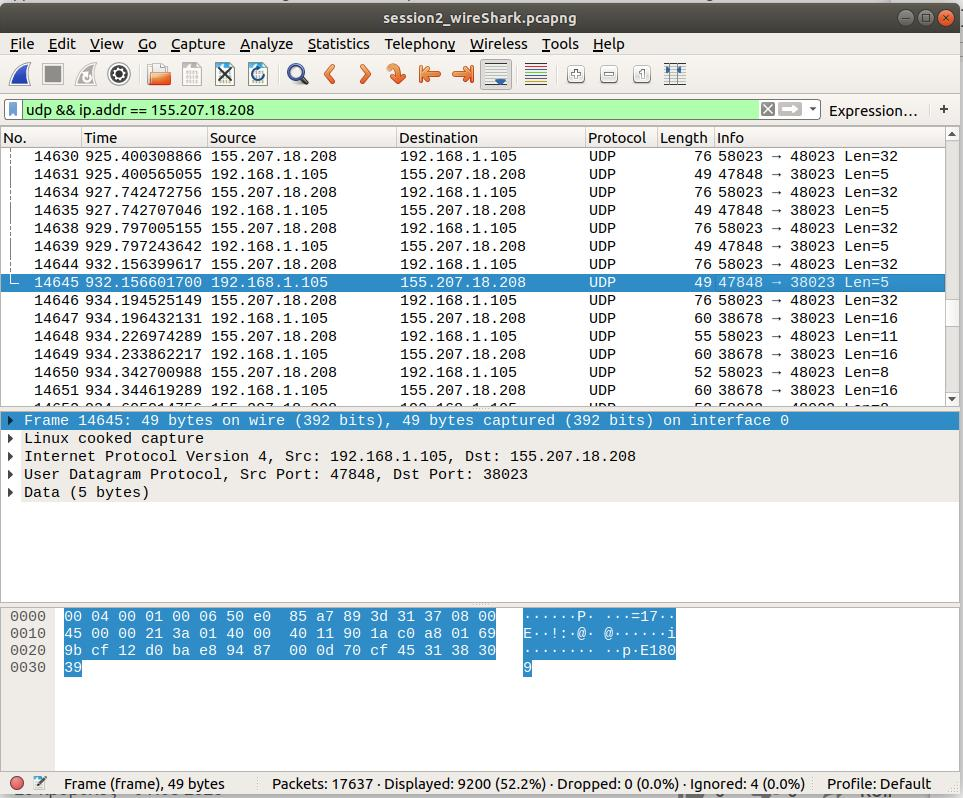 session2_wireShark.pcapng
File Edit View Go Capture Analyze Statistics Telephony Wireless Tools Help
udp && ip.addr == 155.207.18.208 Expression… +
No. Time Source Destination Protocol Length Info
14630 925.400308866 155.207.18.208 192.168.1.105 UDP 76 58023 → 48023 Len=32
14631 925.400565055 192.168.1.105 155.207.18.208 UDP 49 47848 → 38023 Len=5
14634 927.742472756 155.207.18.208 192.168.1.105 UDP 76 58023 → 48023 Len=32
14635 927.742707046 192.168.1.105 155.207.18.208 UDP 49 47848 → 38023 Len=5
14638 929.797005155 155.207.18.208 192.168.1.105 UDP 76 58023 → 48023 Len=32
14639 929.797243642 192.168.1.105 155.207.18.208 UDP 49 47848 → 38023 Len=5
14644 932.156399617 155.207.18.208 192.168.1.105 UDP 76 58023 → 48023 Len=32
14645 932.156601700 192.168.1.105 155.207.18.208 UDP 49 47848 → 38023 Len=5
14646 934.194525149 155.207.18.208 192.168.1.105 UDP 76 58023 → 48023 Len=32
14647 934.196432131 192.168.1.105 155.207.18.208 UDP 60 38678 → 38023 Len=16
14648 934.226974289 155.207.18.208 192.168.1.105 UDP 55 58023 → 48023 Len=11
14649 934.233862217 192.168.1.105 155.207.18.208 UDP 60 38678 → 38023 Len=16
14650 934.342700988 155.207.18.208 192.168.1.105 UDP 52 58023 → 48023 Len=8
14651 934.344619289 192.168.1.105 155.207.18.208 UDP 60 38678 → 38023 Len=16
Frame 14645: 49 bytes on wire (392 bits), 49 bytes captured (392 bits) on interface 0
Linux cooked capture
Internet Protocol Version 4, Src: 192.168.1.105, Dst: 155.207.18.208
User Datagram Protocol, Src Port: 47848, Dst Port: 38023
Data (5 bytes)
0000 00 04 00 01 00 06 50 e0 85 a7 89 3d 31 37 08 00 ······P· ···=17··
0010 45 00 00 21 3a 01 40 00 40 11 90 1a c0 a8 01 69 E··!:·@· @······i
0020 9b cf 12 d0 ba e8 94 87 00 0d 70 cf 45 31 38 30 ········ ··p·E180
0030 39 9
Frame (frame), 49 bytes Packets: 17637 · Displayed: 9200 (52.2%) · Dropped: 0 (0.0%) · Ignored: 4 (0.0%) Profile: Default